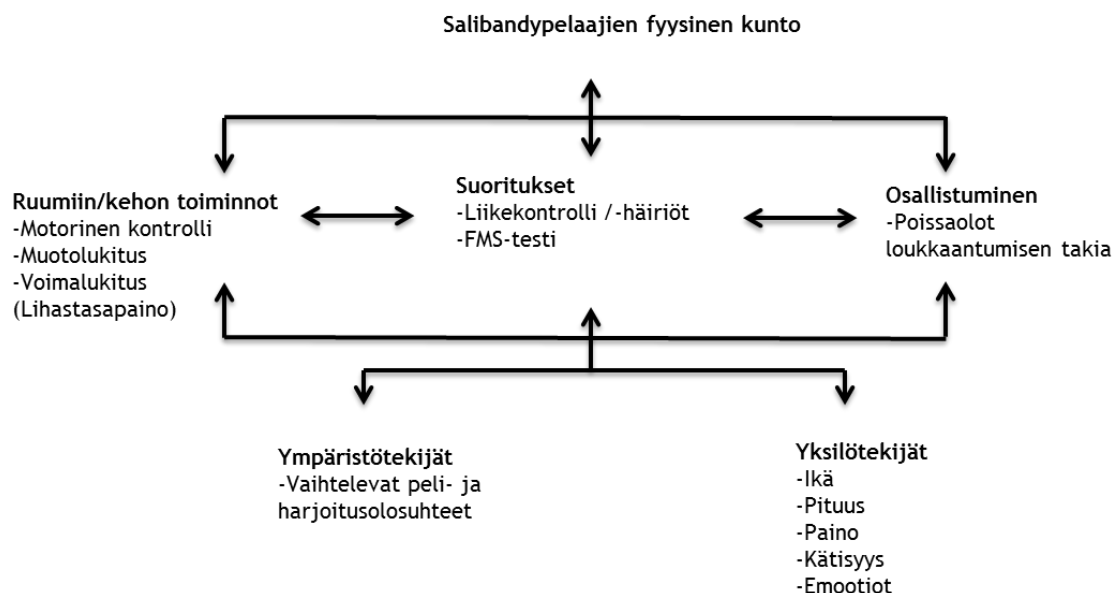 Salibandypelaajien fyysinen kunto
Ruumiin/kehon toiminnot
-Motorinen kontrolli
-Muotolukitus
-Voimalukitus
(Lihastasapaino)
Suoritukset
-Liikekontrolli /-häiriöt
-FMS-testi
Osallistuminen
-Poissaolot
loukkaantumisen takia
Ympäristötekijät
-Vaihtelevat peli- ja
harjoitusolosuhteet
Yksilötekijät
-Ikä
-Pituus
-Paino
-Kätisyys
-Emootiot